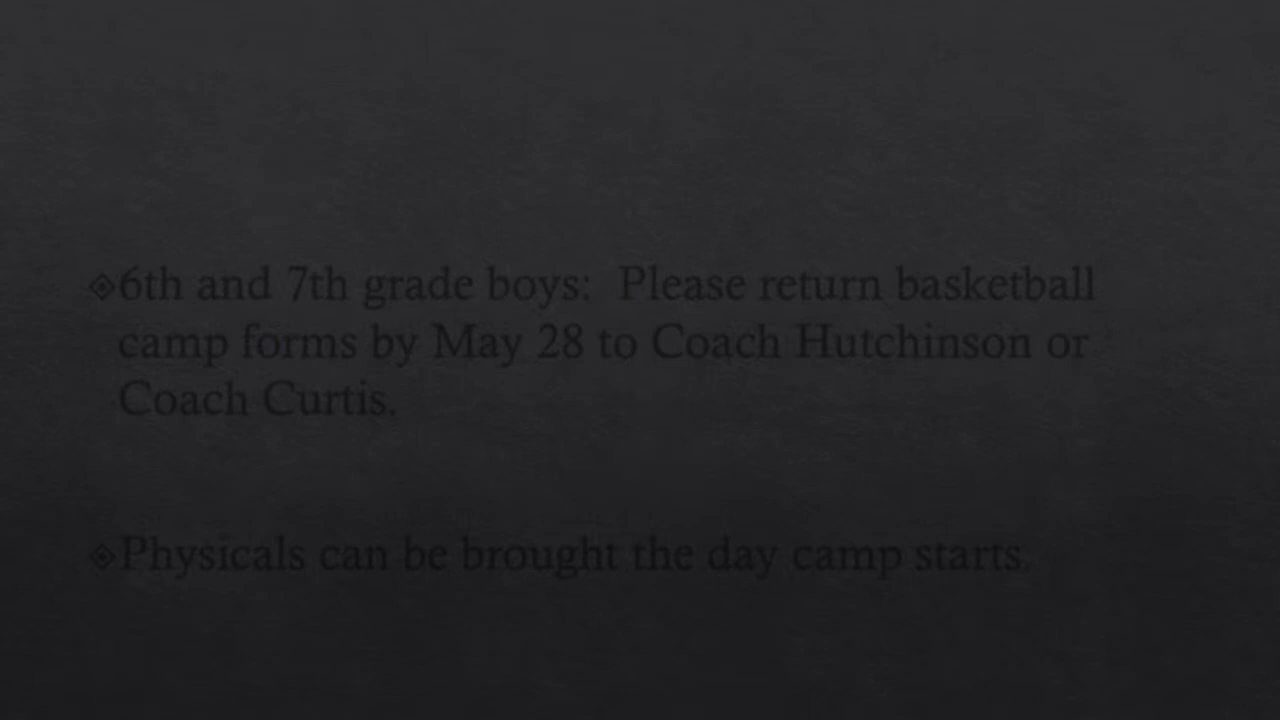 6th and 7th grade boys:  Please return basketball
camp forms by May 28 to Coach Hutchinson or
Coach Curtis.
Physicals can be brought the day camp starts.